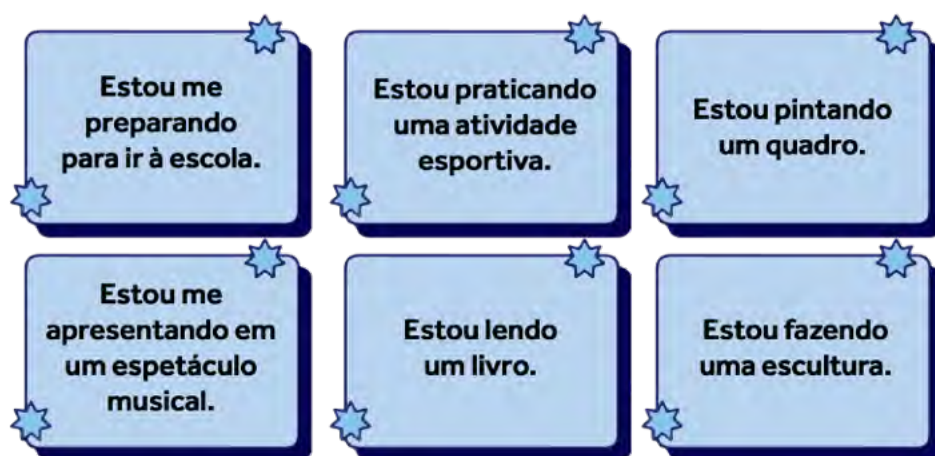 Estou me
preparando
para ir à escola.
Estou praticando
uma atividade
esportiva.
Estou pintando
um quadro.
Estou me
apresentando em
um espetáculo
musical.
Estou lendo
um livro.
Estou fazendo
uma escultura.